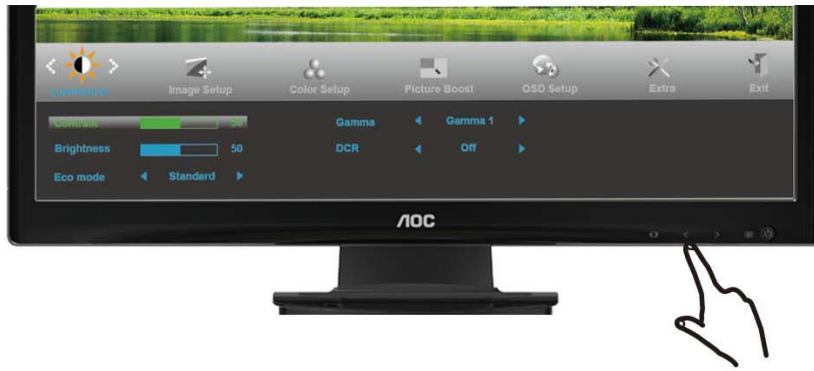 Luminance Image Setup Color Setup Picture Boost OSD Setup Extra Exit
Contrast 50 Gamma Gamma 1
Brightness 50 DCR Off
Eco mode Standard
AOC